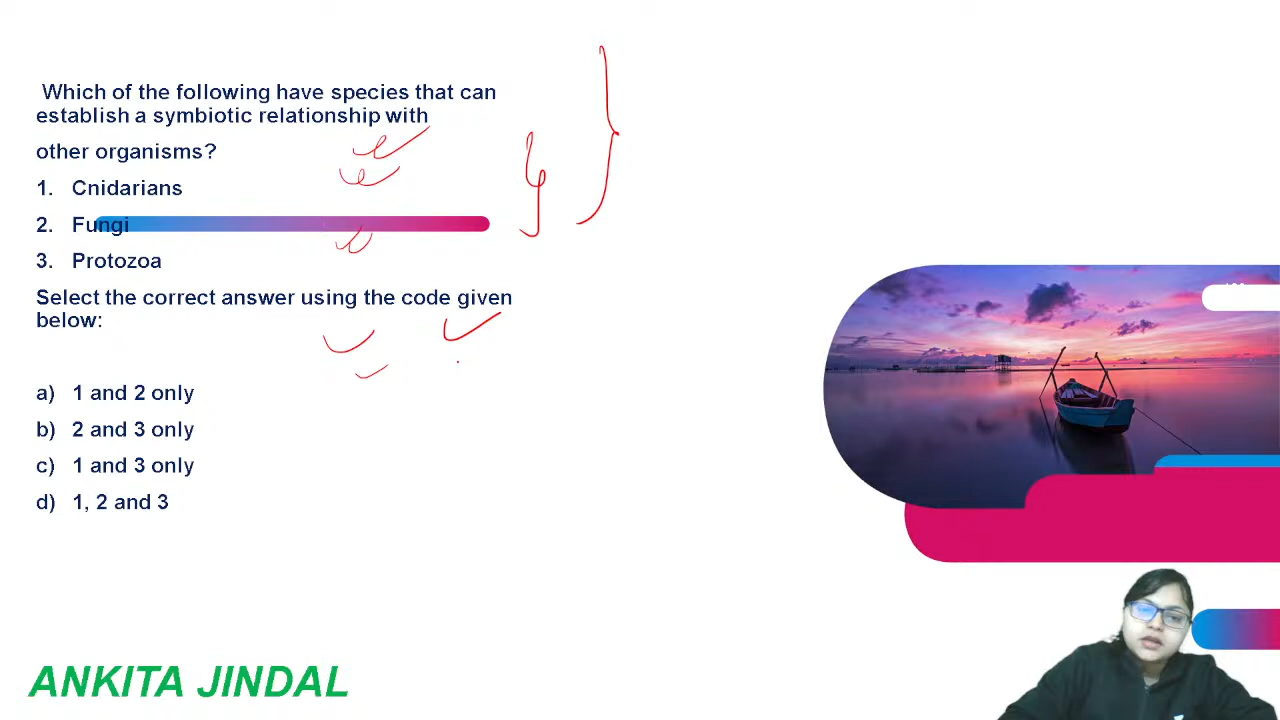 Which of the following have species that can
establish a symbiotic relationship with
other organisms?
1. Cnidarians
2. Fungi
3. Protozoa
Select the correct answer using the code given
below:
a) 1 and 2 only
b) 2 and 3 only
c) 1 and 3 only
d) 1, 2 and 3
ANKITA JINDAL